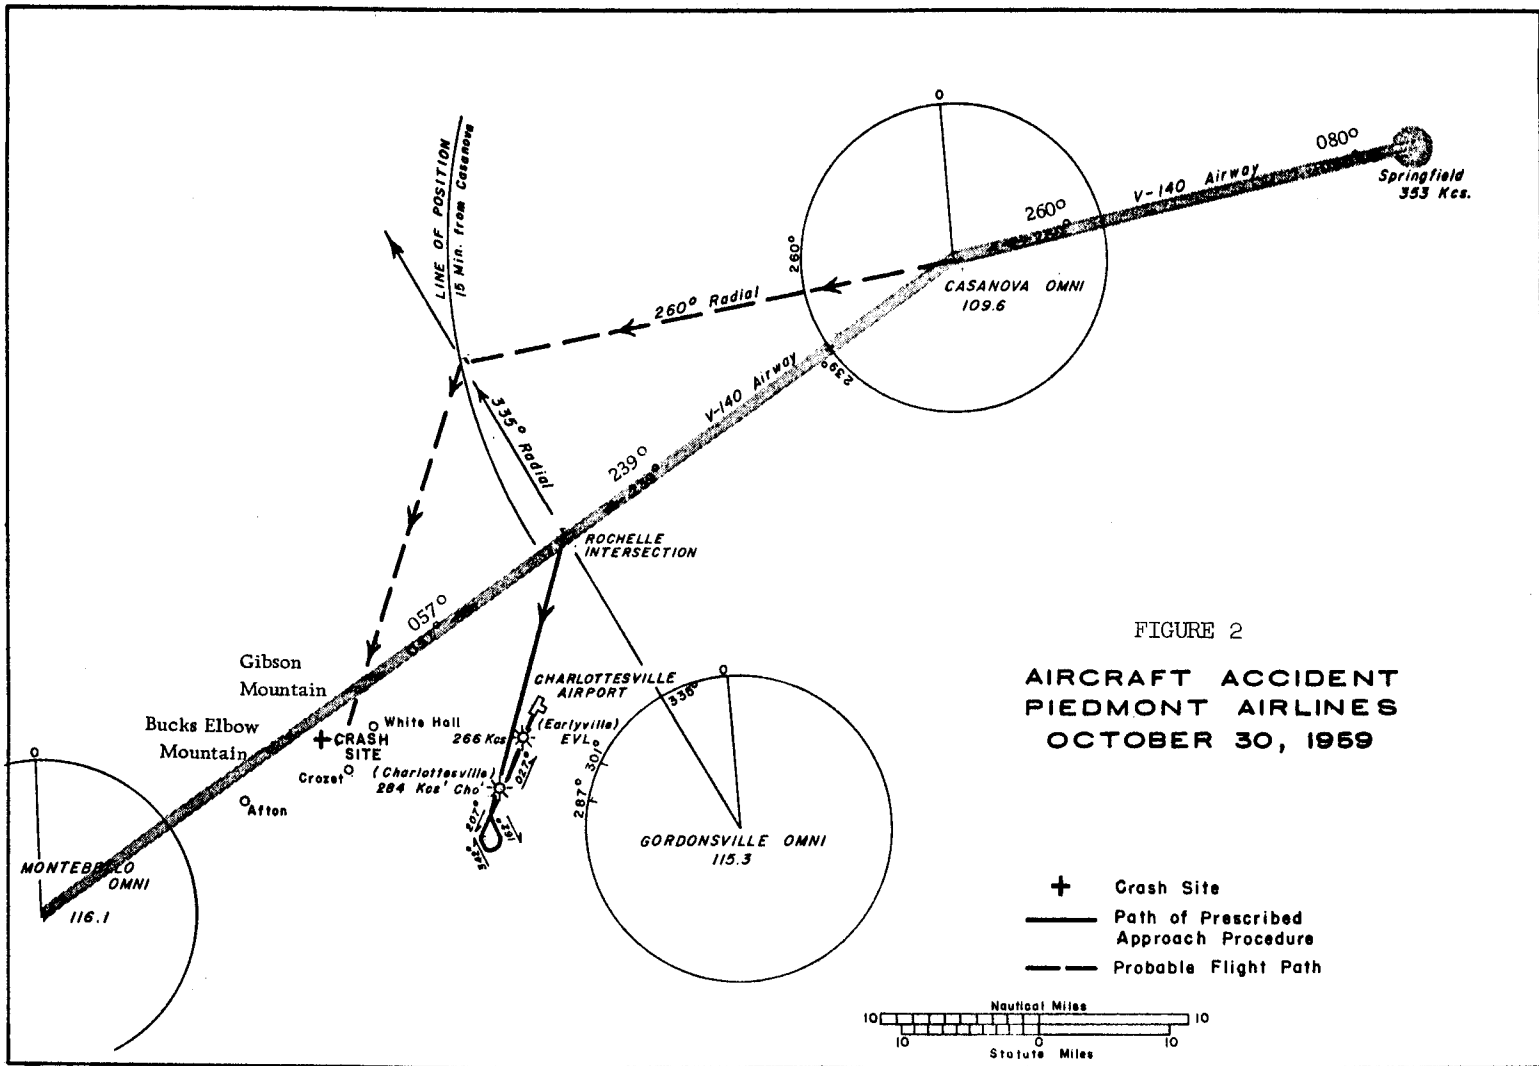 0
080°
Springfield
353 Kcs.
V-140 Airway
260°
260°
CASANOVA OMNI
109.6
LINE OF POSITION
15 Min. from Casanova
260° Radial
V-140 Airway
239°
335° Radial
239°
ROCHELLE
INTERSECTION
057°
Gibson
Mountain
Bucks Elbow
Mountain
CHARLOTTESVILLE
AIRPORT
White Hall
266 Kcs
(Earlyville)
EVL
CRASH
SITE
Crozet
(Charlottesville)
284 Kcs' Cho'
027°
Afton
207°
162°
342°
0
MONTEBELLO
OMNI
116.1
0
336°
301°
287°
GORDONSVILLE OMNI
115.3
FIGURE 2
AIRCRAFT ACCIDENT
PIEDMONT AIRLINES
OCTOBER 30, 1959
Crash Site
Path of Prescribed
Approach Procedure
Probable Flight Path
Nautical Miles
10 10
10 0 10
Statute Miles